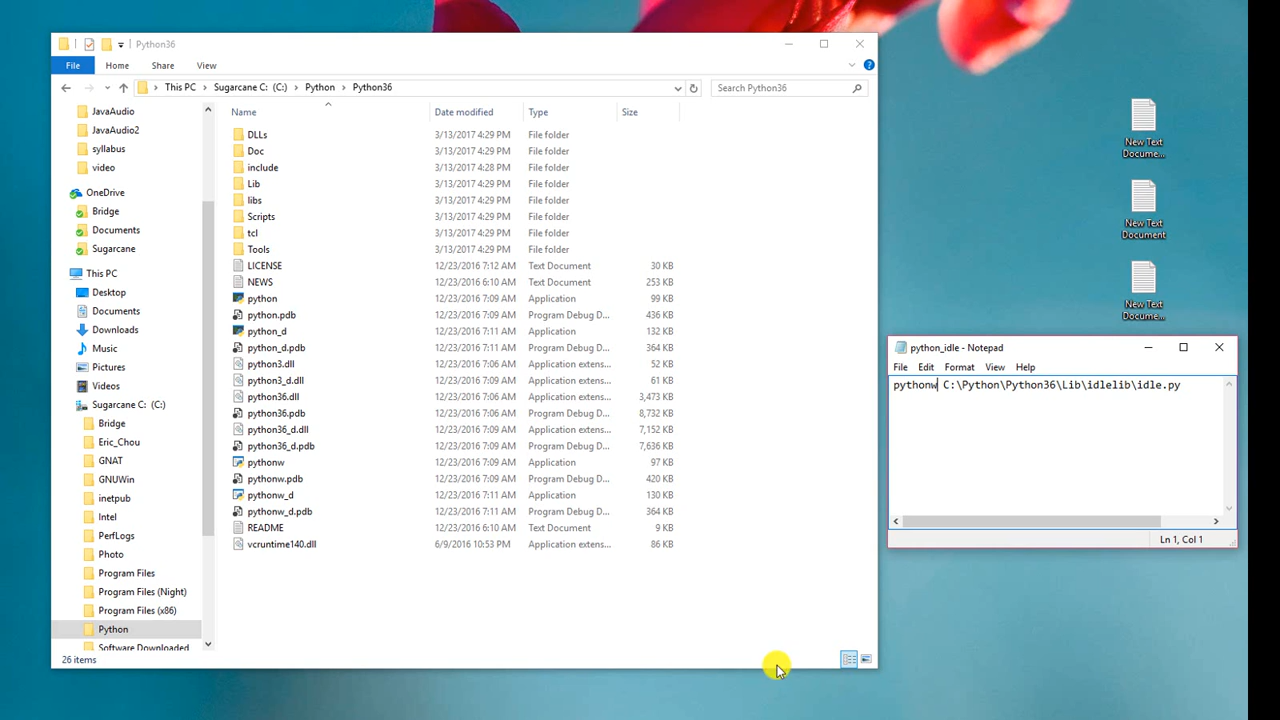 Python36
File Home Share View
This PC Sugarcane C: (C:) Python Python36
Search Python36
Name Date modified Type Size
JavaAudio
JavaAudio2
syllabus
video
OneDrive
Bridge
Documents
Sugarcane
This PC
Desktop
Documents
Downloads
Music
Pictures
Videos
Sugarcane C: (C:)
Bridge
Eric_Chou
GNAT
GNUWin
inetpub
Intel
PerfLogs
Photo
Program Files
Program Files (Night)
Program Files (x86)
Python
Software Downloaded
DLLs 3/13/2017 4:29 PM File folder
Doc 3/13/2017 4:29 PM File folder
include 3/13/2017 4:28 PM File folder
Lib 3/13/2017 4:29 PM File folder
libs 3/13/2017 4:29 PM File folder
Scripts 3/13/2017 4:29 PM File folder
tcl 3/13/2017 4:29 PM File folder
Tools 3/13/2017 4:29 PM File folder
LICENSE 12/23/2016 7:12 AM Text Document 30 KB
NEWS 12/23/2016 6:10 AM Text Document 253 KB
python 12/23/2016 7:09 AM Application 99 KB
python.pdb 12/23/2016 7:09 AM Program Debug D... 436 KB
python_d 12/23/2016 7:11 AM Application 132 KB
python_d.pdb 12/23/2016 7:11 AM Program Debug D... 364 KB
python3.dll 12/23/2016 7:09 AM Application extens... 52 KB
python3_d.dll 12/23/2016 7:09 AM Application extens... 61 KB
python36.dll 12/23/2016 7:09 AM Application extens... 3,473 KB
python36.pdb 12/23/2016 7:09 AM Program Debug D... 8,732 KB
python36_d.dll 12/23/2016 7:09 AM Application extens... 7,152 KB
python36_d.pdb 12/23/2016 7:09 AM Program Debug D... 7,636 KB
pythonw 12/23/2016 7:09 AM Application 97 KB
pythonw.pdb 12/23/2016 7:09 AM Program Debug D... 420 KB
pythonw_d 12/23/2016 7:11 AM Application 130 KB
pythonw_d.pdb 12/23/2016 7:11 AM Program Debug D... 364 KB
README 12/23/2016 6:10 AM Text Document 9 KB
vcruntime140.dll 6/9/2016 10:53 PM Application extens... 86 KB
26 items
New Text
Docume...
New Text
Document
New Text
Docume...
python_idle - Notepad
File Edit Format View Help
pythonw C:\Python\Python36\Lib\idlelib\idle.py
Ln 1, Col 1